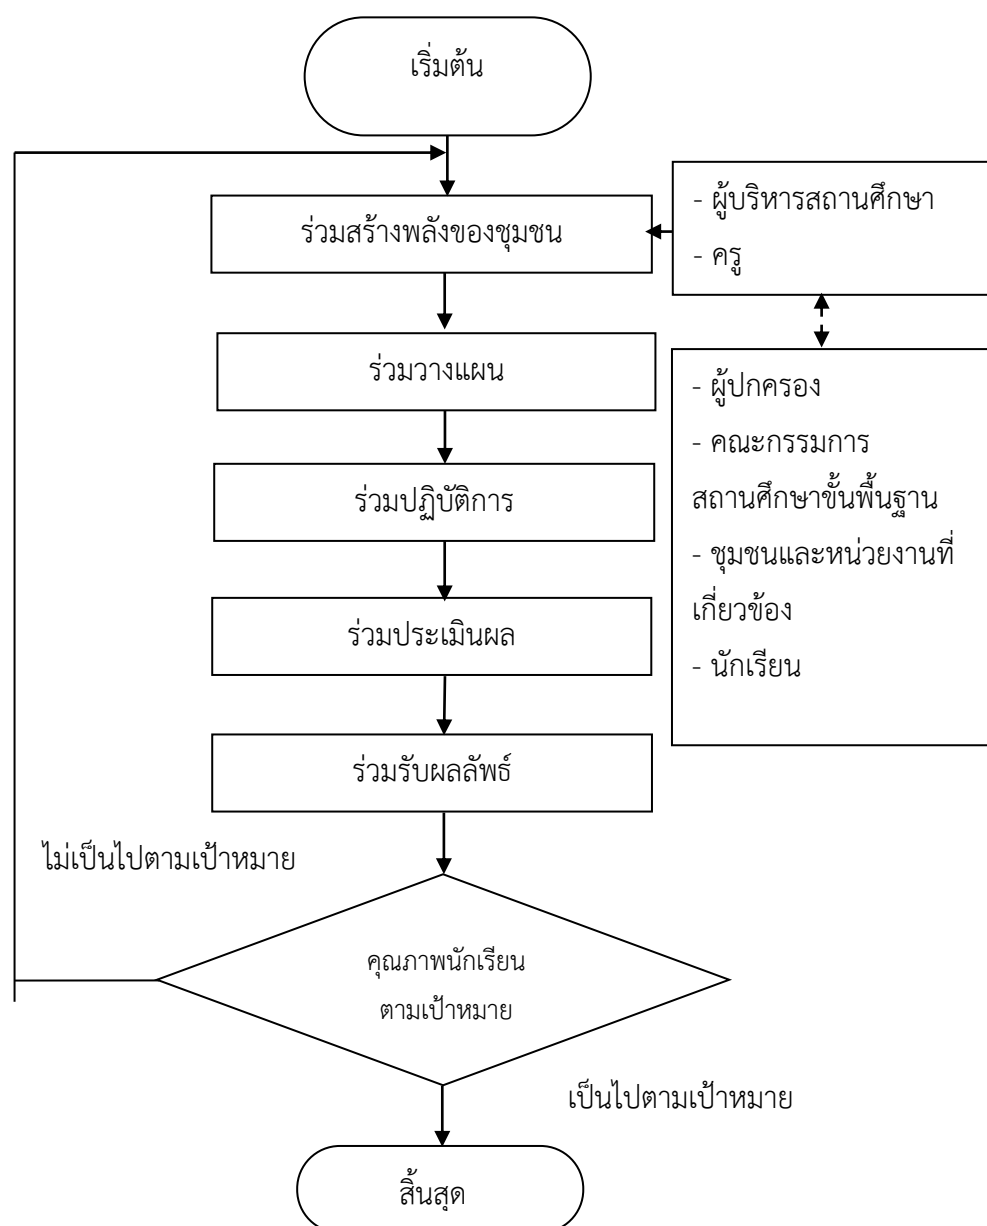 เริ่มต้น
ร่วมสร้างพลังของชุมชน
- ผู้บริหารสถานศึกษา
- ครู
ร่วมวางแผน
- ผู้ปกครอง
- คณะกรรมการ
สถานศึกษาขั้นพื้นฐาน
- ชุมชนและหน่วยงานที่
เกี่ยวข้อง
- นักเรียน
ร่วมปฏิบัติการ
ร่วมประเมินผล
ร่วมรับผลลัพธ์
ไม่เป็นไปตามเป้าหมาย
คุณภาพนักเรียน
ตามเป้าหมาย
เป็นไปตามเป้าหมาย
สิ้นสุด